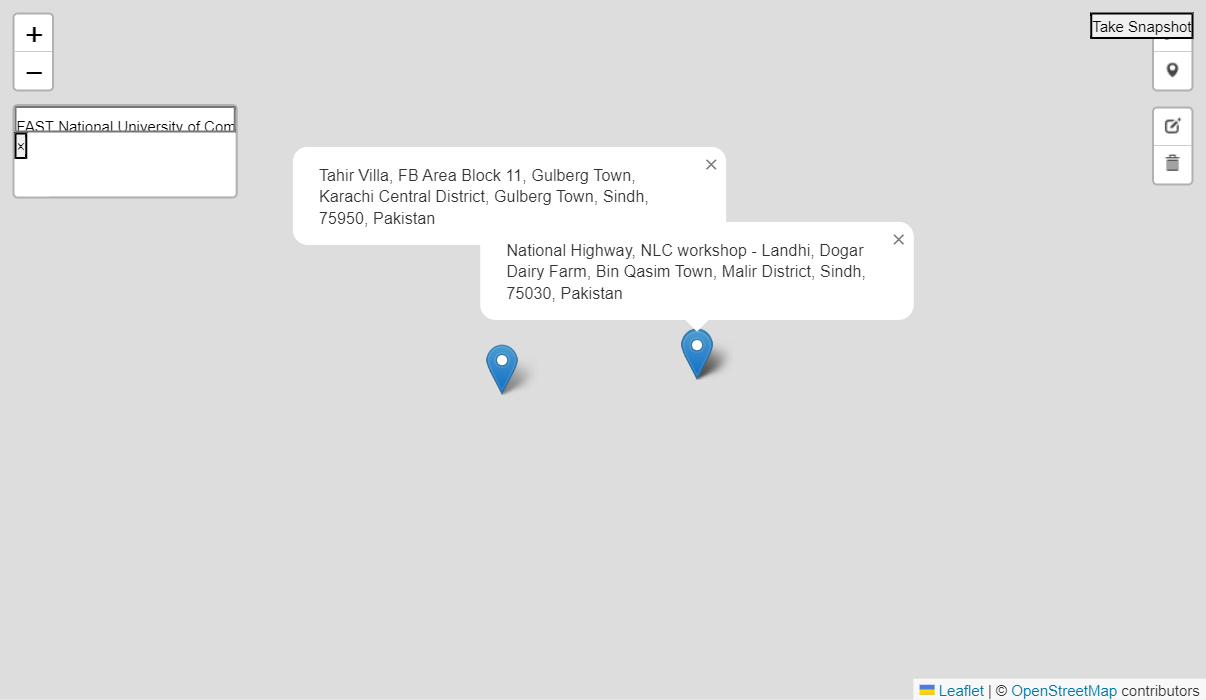 +
−
Take Snapshot
FAST National University of Com
×
Tahir Villa, FB Area Block 11, Gulberg Town,
Karachi Central District, Gulberg Town, Sindh,
75950, Pakistan
×
National Highway, NLC workshop - Landhi, Dogar
Dairy Farm, Bin Qasim Town, Malir District, Sindh,
75030, Pakistan
×
Leaflet | © OpenStreetMap contributors